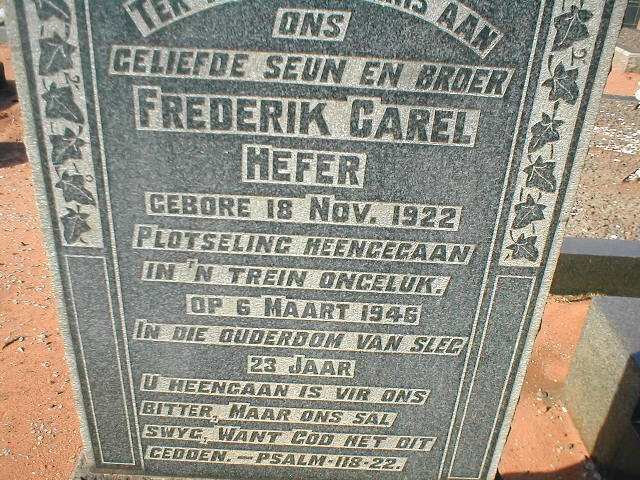 TER AAN
ONS
GELIEFDE SEUN EN BROER
FREDERIK CAREL
HEFER
GEBORE 18 NOV. 1922
PLOTSELING HEENGEGAAN
IN 'N TREIN ONGELUK.
OP 6 MAART 1946
IN DIE OUDERDOM VAN SLEG
23 JAAR
U HEENGAAN IS VIR ONS
BITTER, MAAR ONS SAL
SWYG, WANT GOD HET DIT
GEDOEN. — PSALM-118-22.